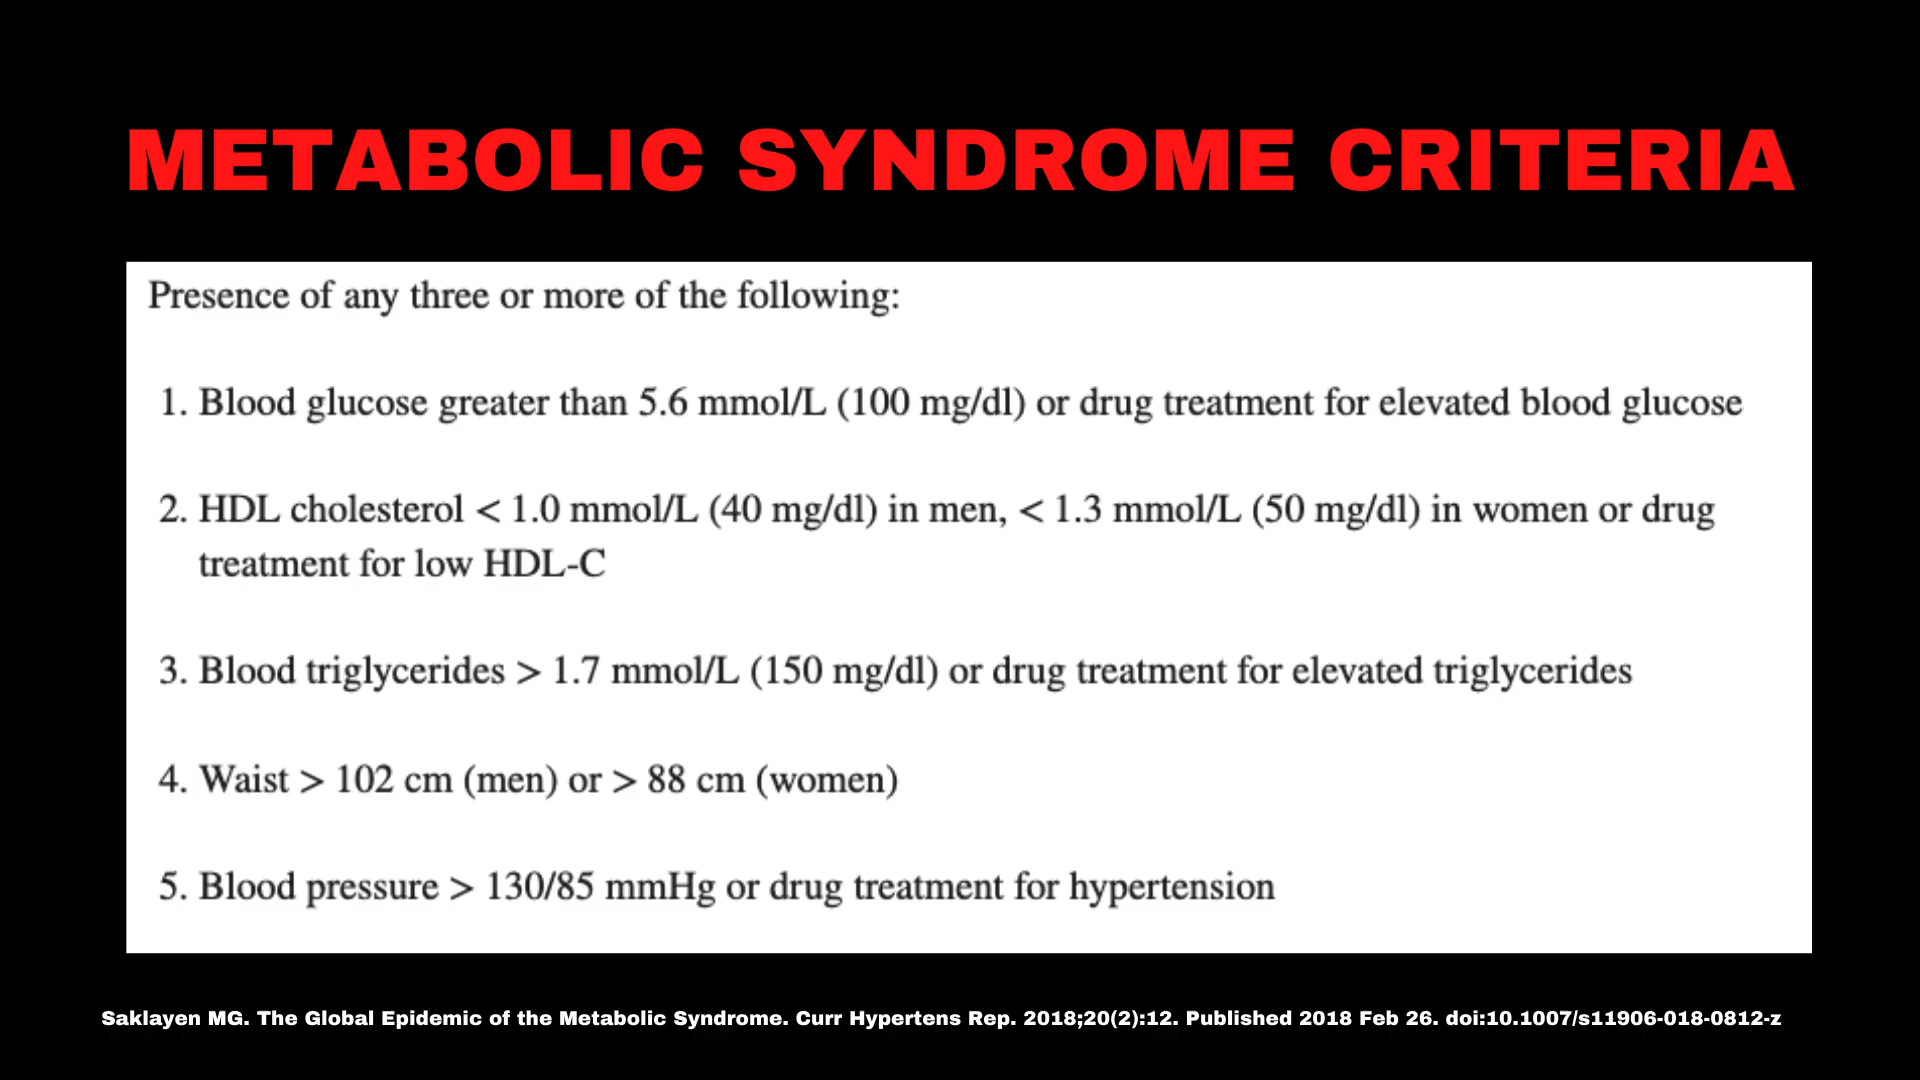 METABOLIC SYNDROME CRITERIA
Presence of any three or more of the following:
1. Blood glucose greater than 5.6 mmol/L (100 mg/dl) or drug treatment for elevated blood glucose
2. HDL cholesterol < 1.0 mmol/L (40 mg/dl) in men, < 1.3 mmol/L (50 mg/dl) in women or drug
treatment for low HDL-C
3. Blood triglycerides > 1.7 mmol/L (150 mg/dl) or drug treatment for elevated triglycerides
4. Waist > 102 cm (men) or > 88 cm (women)
5. Blood pressure > 130/85 mmHg or drug treatment for hypertension
Saklayen MG. The Global Epidemic of the Metabolic Syndrome. Curr Hypertens Rep. 2018;20(2):12. Published 2018 Feb 26. doi:10.1007/s11906-018-0812-z